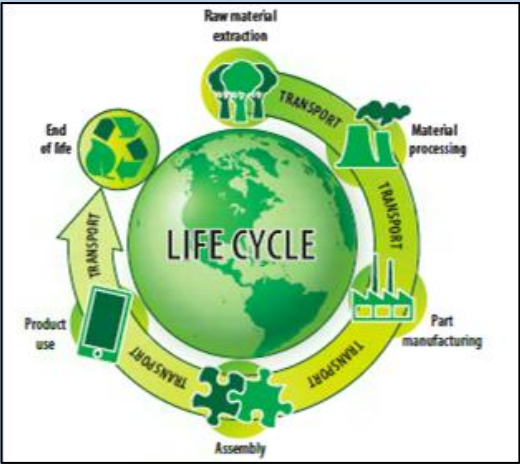 Raw material
extraction
TRANSPORT
Material
processing
TRANSPORT
Part
manufacturing
TRANSPORT
Assembly
TRANSPORT
Product
use
TRANSPORT
End
of life
LIFE CYCLE